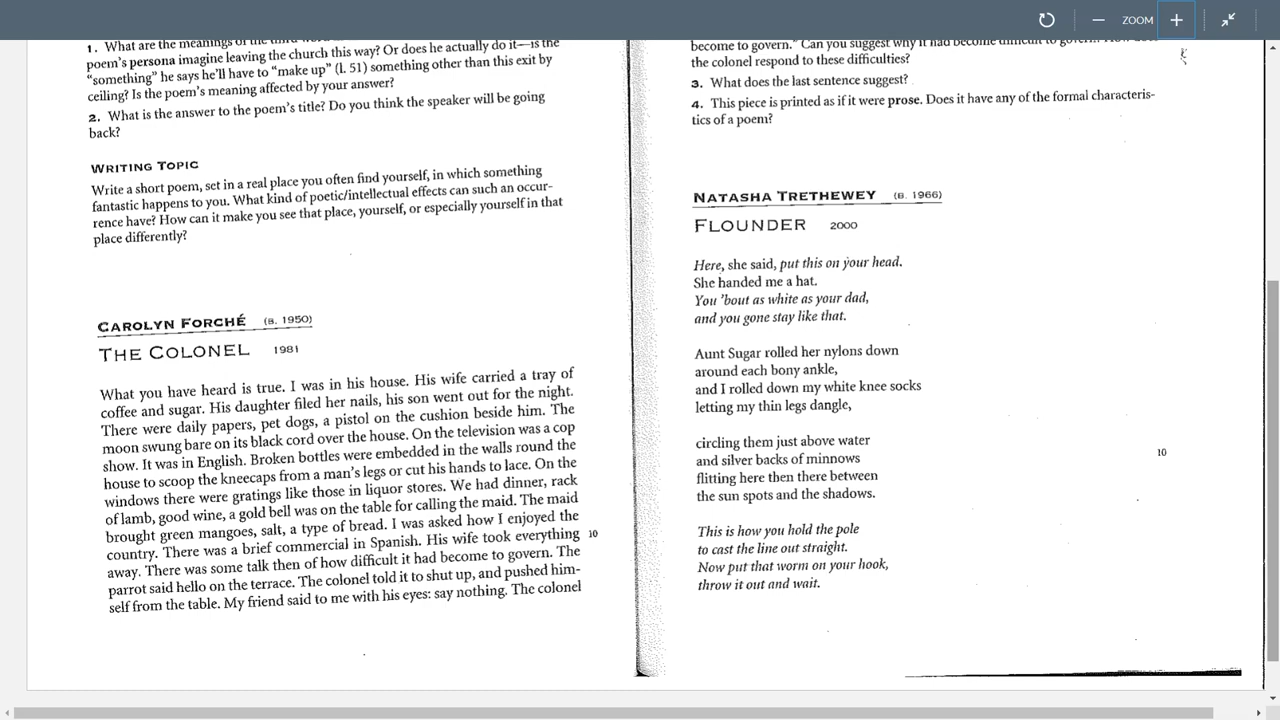 ZOOM
1. What are the meanings of the third
poem's persona imagine leaving the church this way? Or does he actually do it—is the
“something” he says he'll have to “make up” (l. 51) something other than this exit by
ceiling? Is the poem's meaning affected by your answer?
2. What is the answer to the poem's title? Do you think the speaker will be going
back?
WRITING TOPIC
Write a short poem, set in a real place you often find yourself, in which something
fantastic happens to you. What kind of poetic/intellectual effects can such an occur-
rence have? How can it make you see that place, yourself, or especially yourself in that
place differently?
CAROLYN FORCHÉ (B. 1950)
THE COLONEL 1981
What you have heard is true. I was in his house. His wife carried a tray of
coffee and sugar. His daughter filed her nails, his son went out for the night.
There were daily papers, pet dogs, a pistol on the cushion beside him. The
moon swung bare on its black cord over the house. On the television was a cop
show. It was in English. Broken bottles were embedded in the walls round the
house to scoop the kneecaps from a man's legs or cut his hands to lace. On the
windows there were gratings like those in liquor stores. We had dinner, rack
of lamb, good wine, a gold bell was on the table for calling the maid. The maid
brought green mangoes, salt, a type of bread. I was asked how I enjoyed the
country. There was a brief commercial in Spanish. His wife took everything 10
away. There was some talk then of how difficult it had become to govern. The
parrot said hello on the terrace. The colonel told it to shut up, and pushed him-
self from the table. My friend said to me with his eyes: say nothing. The colonel
become to govern.” Can you suggest why it had become difficult to govern?
the colonel respond to these difficulties?
3. What does the last sentence suggest?
4. This piece is printed as if it were prose. Does it have any of the formal characteris-
tics of a poem?
NATASHA TRETHEWEY (B. 1966)
FLOUNDER 2000
Here, she said, put this on your head.
She handed me a hat.
You 'bout as white as your dad,
and you gone stay like that.
Aunt Sugar rolled her nylons down
around each bony ankle,
and I rolled down my white knee socks
letting my thin legs dangle,
circling them just above water
and silver backs of minnows 10
flitting here then there between
the sun spots and the shadows.
This is how you hold the pole
to cast the line out straight.
Now put that worm on your hook,
throw it out and wait.